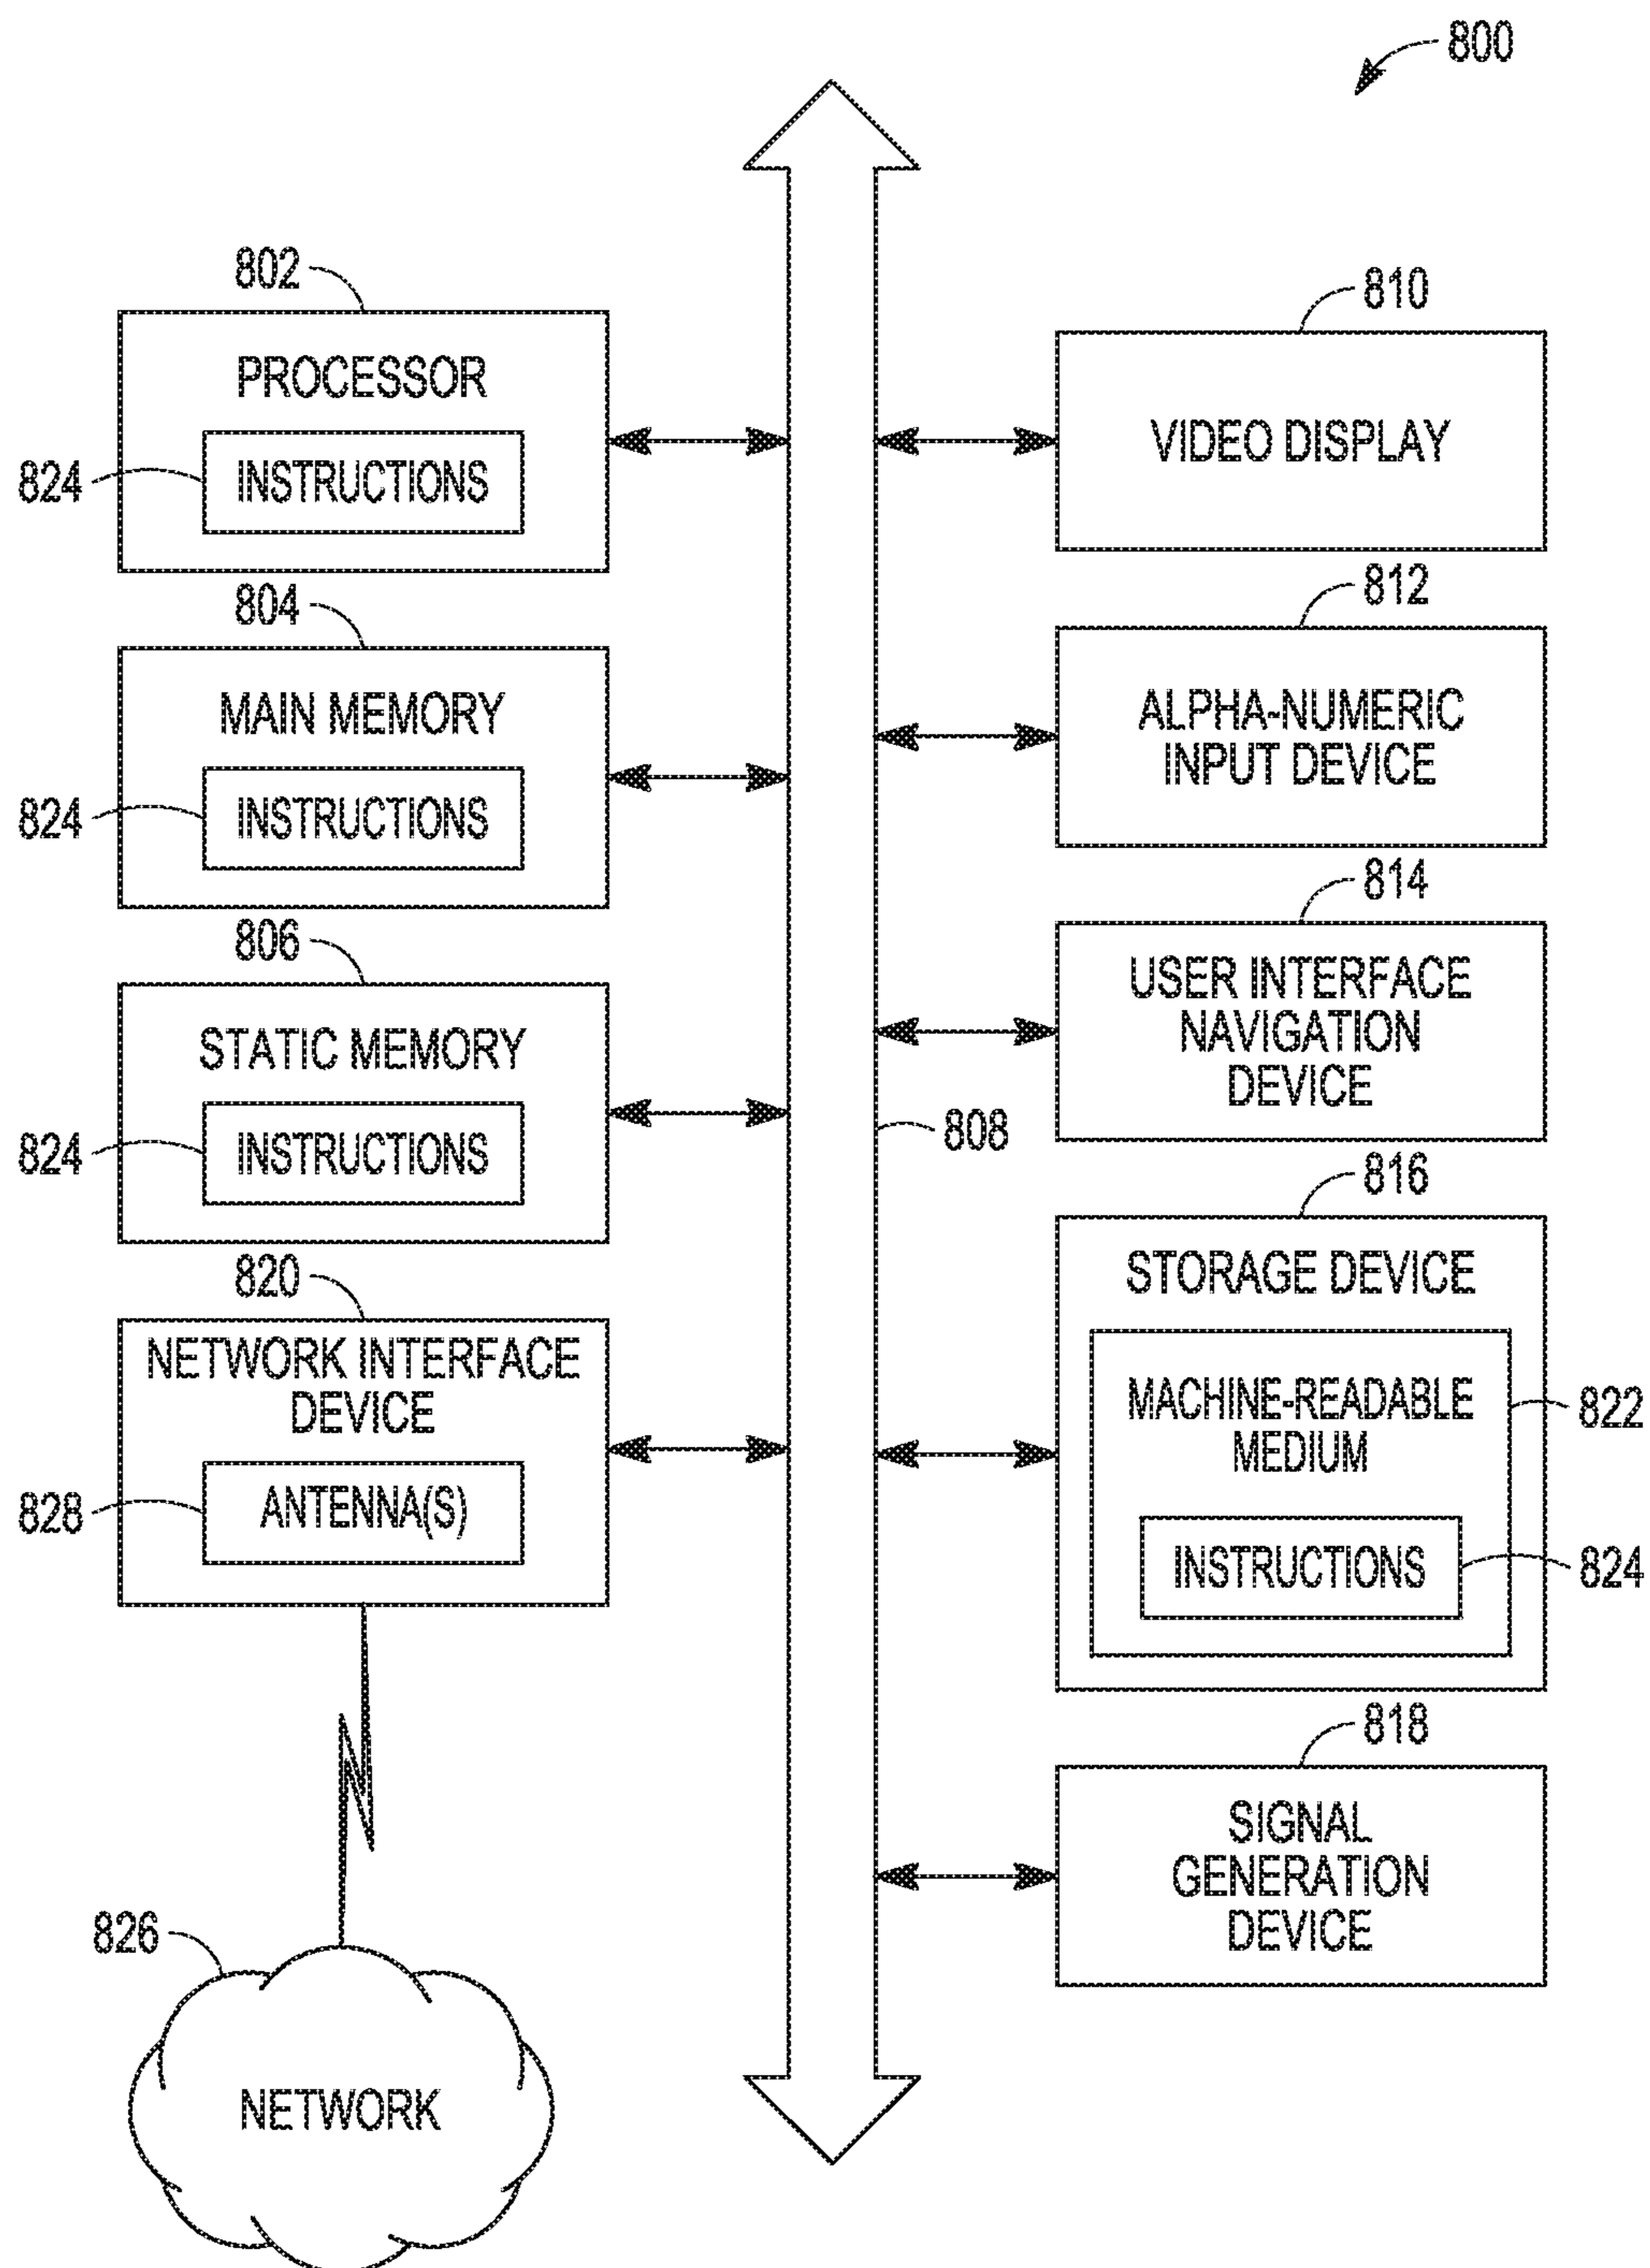 800
802
PROCESSOR
824
INSTRUCTIONS
804
MAIN MEMORY
824
INSTRUCTIONS
806
STATIC MEMORY
824
INSTRUCTIONS
820
NETWORK INTERFACE
DEVICE
828
ANTENNA(S)
826
NETWORK
808
810
VIDEO DISPLAY
812
ALPHA-NUMERIC
INPUT DEVICE
814
USER INTERFACE
NAVIGATION
DEVICE
816
STORAGE DEVICE
MACHINE-READABLE
MEDIUM
822
INSTRUCTIONS
824
818
SIGNAL
GENERATION
DEVICE